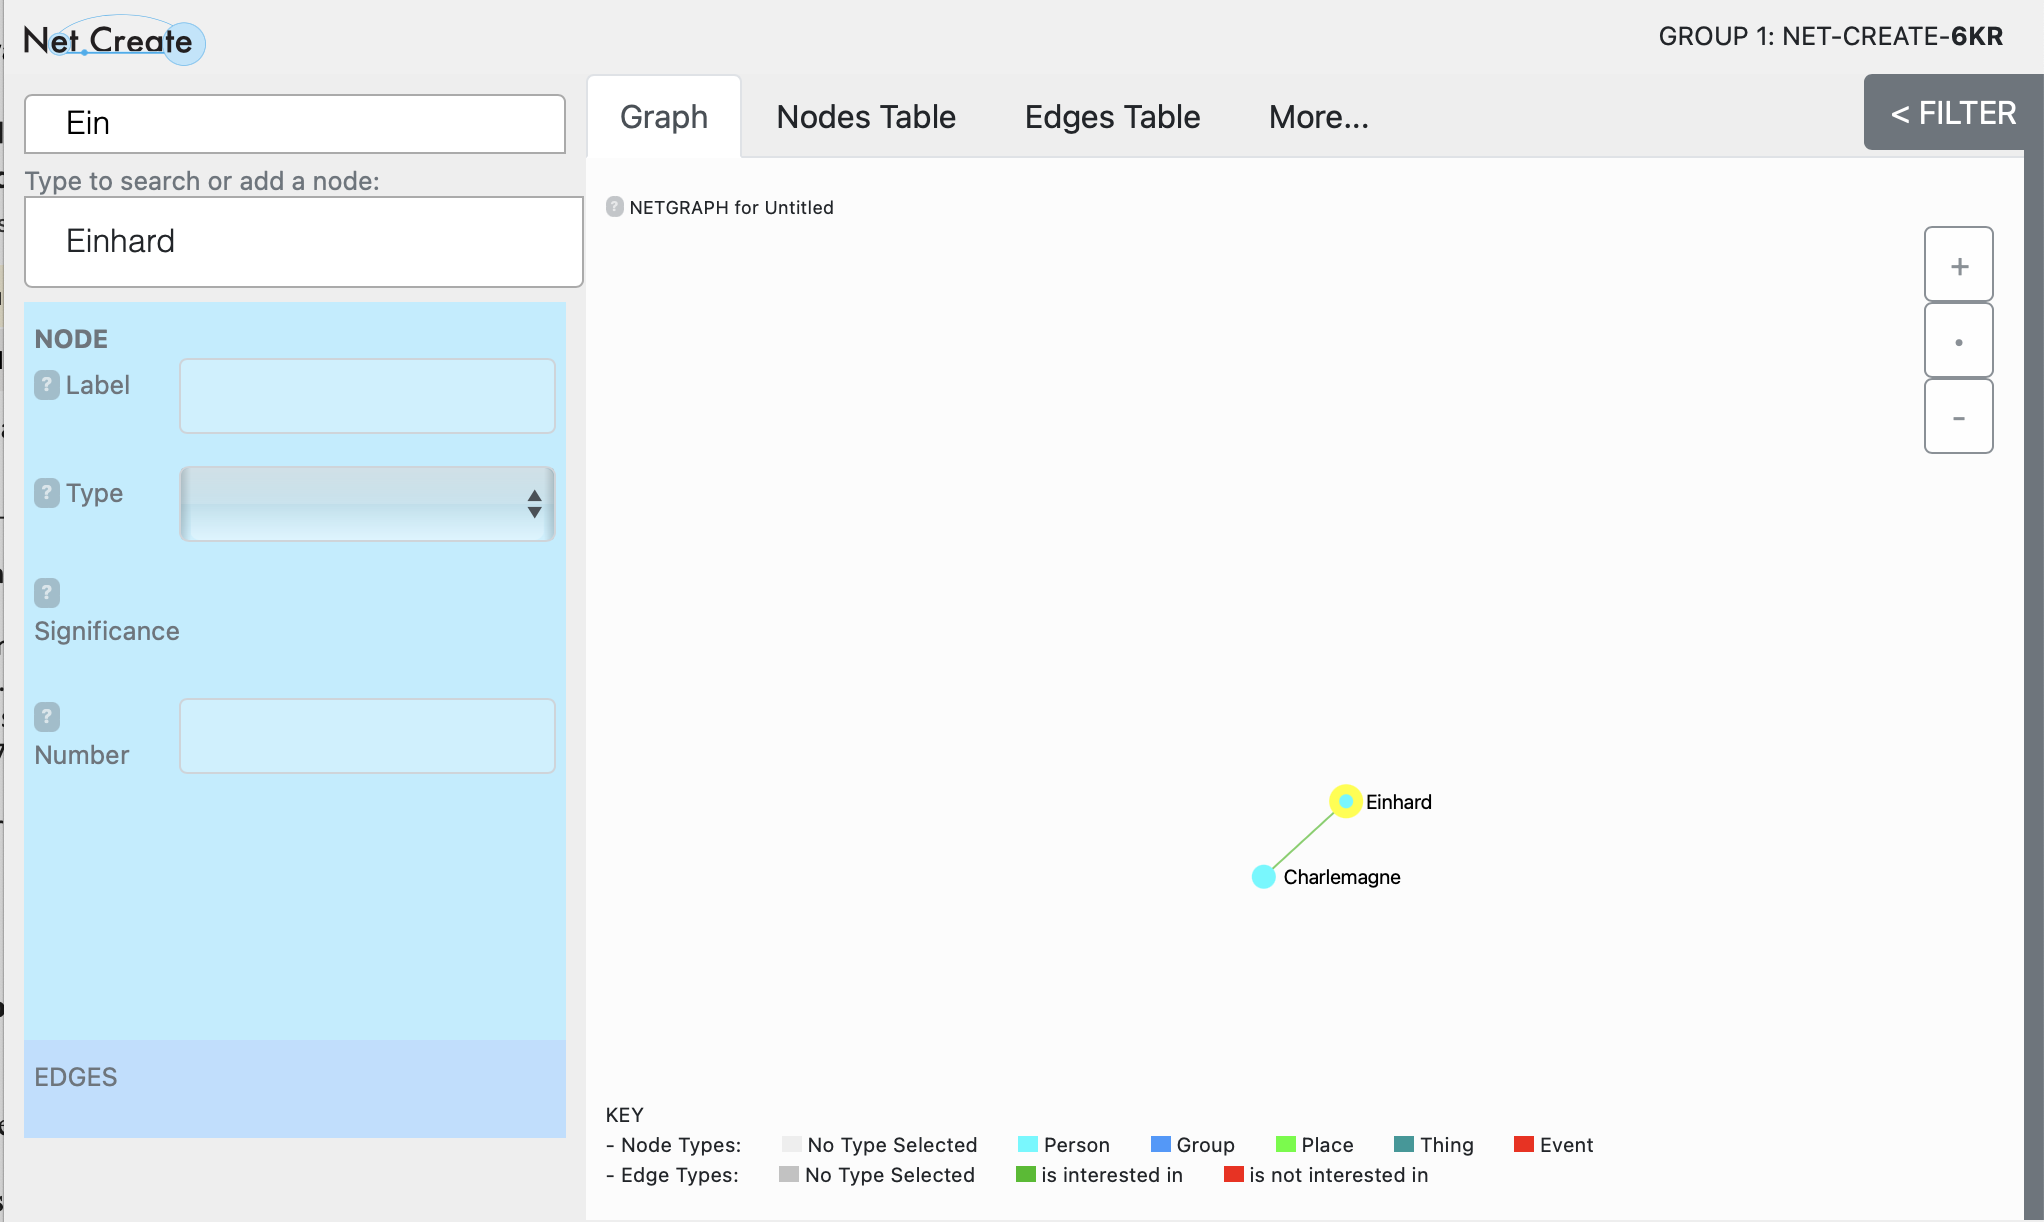 Net.Create
GROUP 1: NET-CREATE-6KR
Ein
Graph
Nodes Table
Edges Table
More...
< FILTER
Type to search or add a node:
Einhard
? NETGRAPH for Untitled
+
•
-
NODE
? Label
? Type
?
Significance
?
Number
EDGES
Einhard
Charlemagne
KEY
- Node Types: No Type Selected Person Group Place Thing Event
- Edge Types: No Type Selected is interested in is not interested in